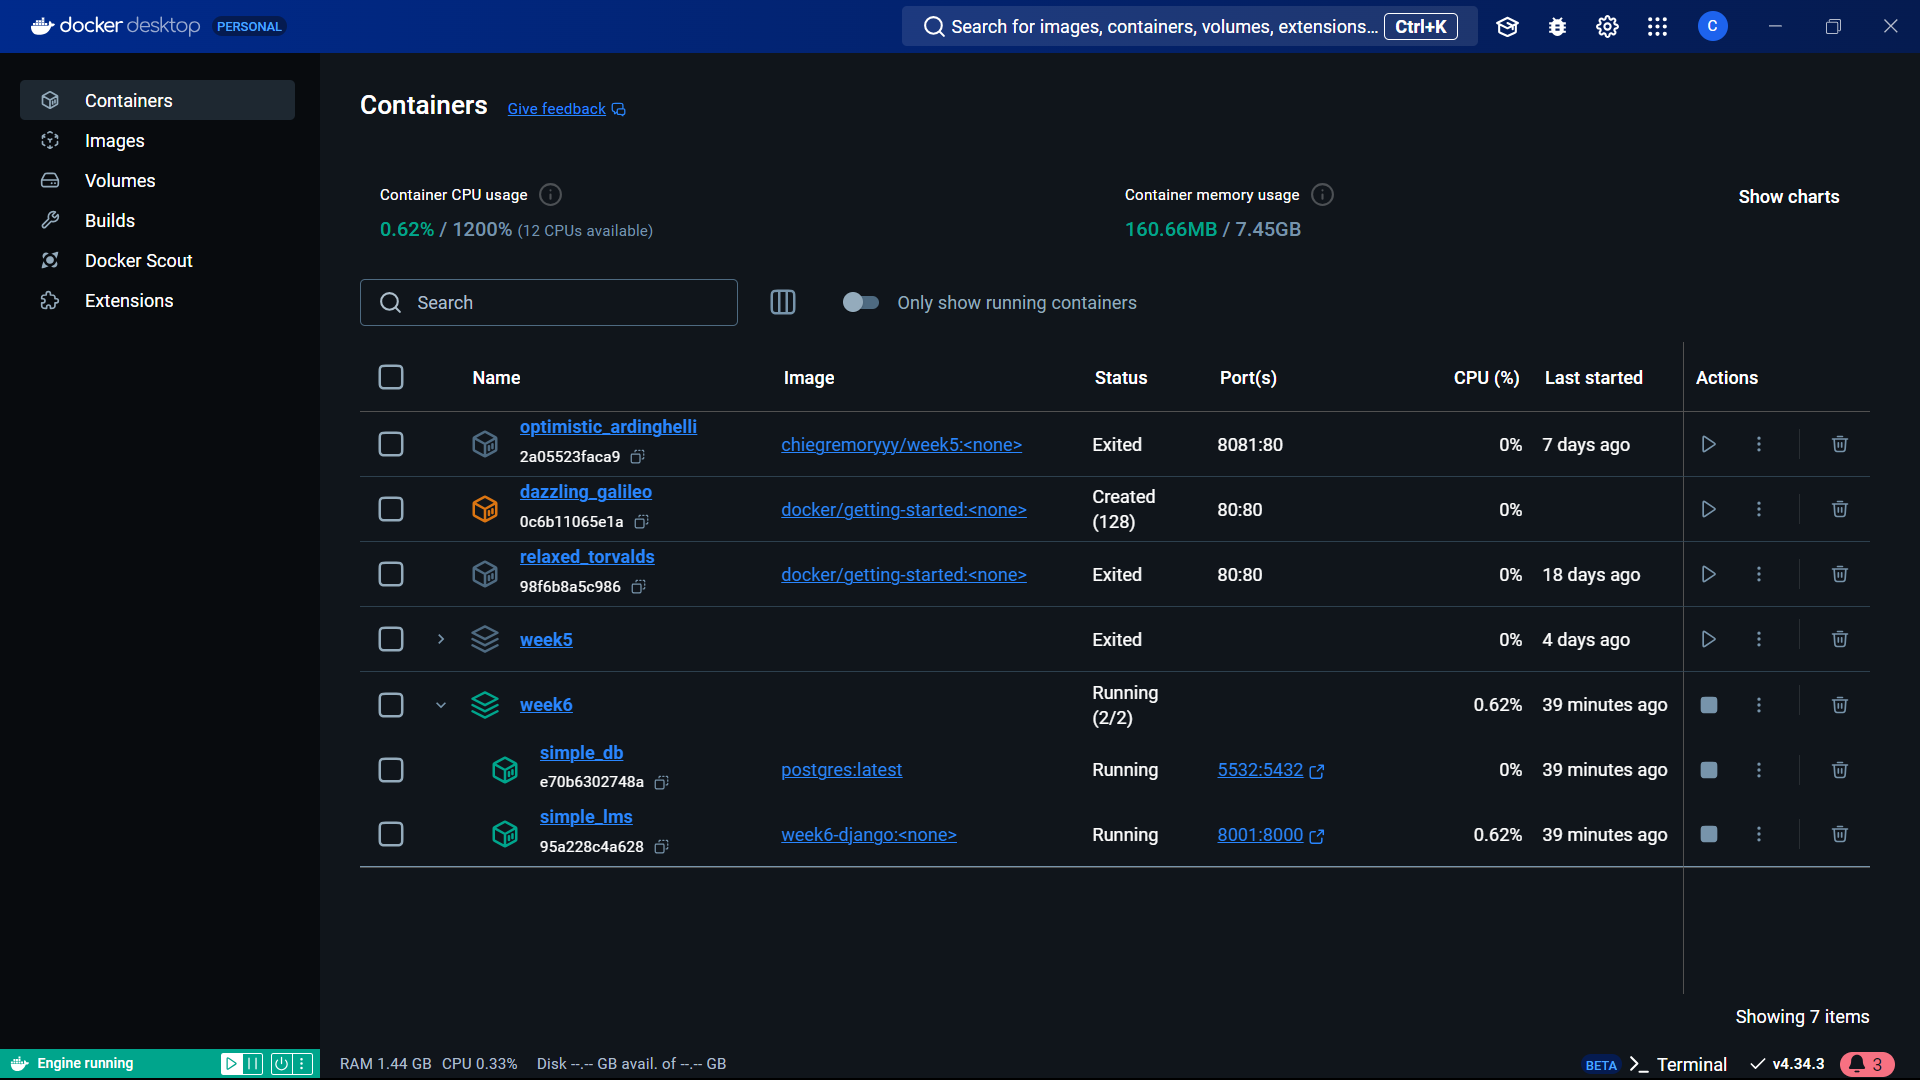 docker desktop PERSONAL
Search for images, containers, volumes, extensions... Ctrl+K
C
Containers
Images
Volumes
Builds
Docker Scout
Extensions
Containers Give feedback
Container CPU usage
0.62% / 1200% (12 CPUs available)
Container memory usage
160.66MB / 7.45GB
Show charts
Search
Only show running containers
Name Image Status Port(s) CPU (%) Last started Actions
optimistic_ardinghelli
2a05523faca9
chiegremoryyy/week5:<none> Exited 8081:80 0% 7 days ago
dazzling_galileo
0c6b11065e1a
docker/getting-started:<none> Created (128) 80:80 0%
relaxed_torvalds
98f6b8a5c986
docker/getting-started:<none> Exited 80:80 0% 18 days ago
week5 Exited 0% 4 days ago
week6 Running (2/2) 0.62% 39 minutes ago
simple_db
e70b6302748a
postgres:latest Running 5532:5432 0% 39 minutes ago
simple_lms
95a228c4a628
week6-django:<none> Running 8001:8000 0.62% 39 minutes ago
Showing 7 items
Engine running
RAM 1.44 GB CPU 0.33% Disk --.-- GB avail. of --.-- GB
BETA Terminal v4.34.3 3